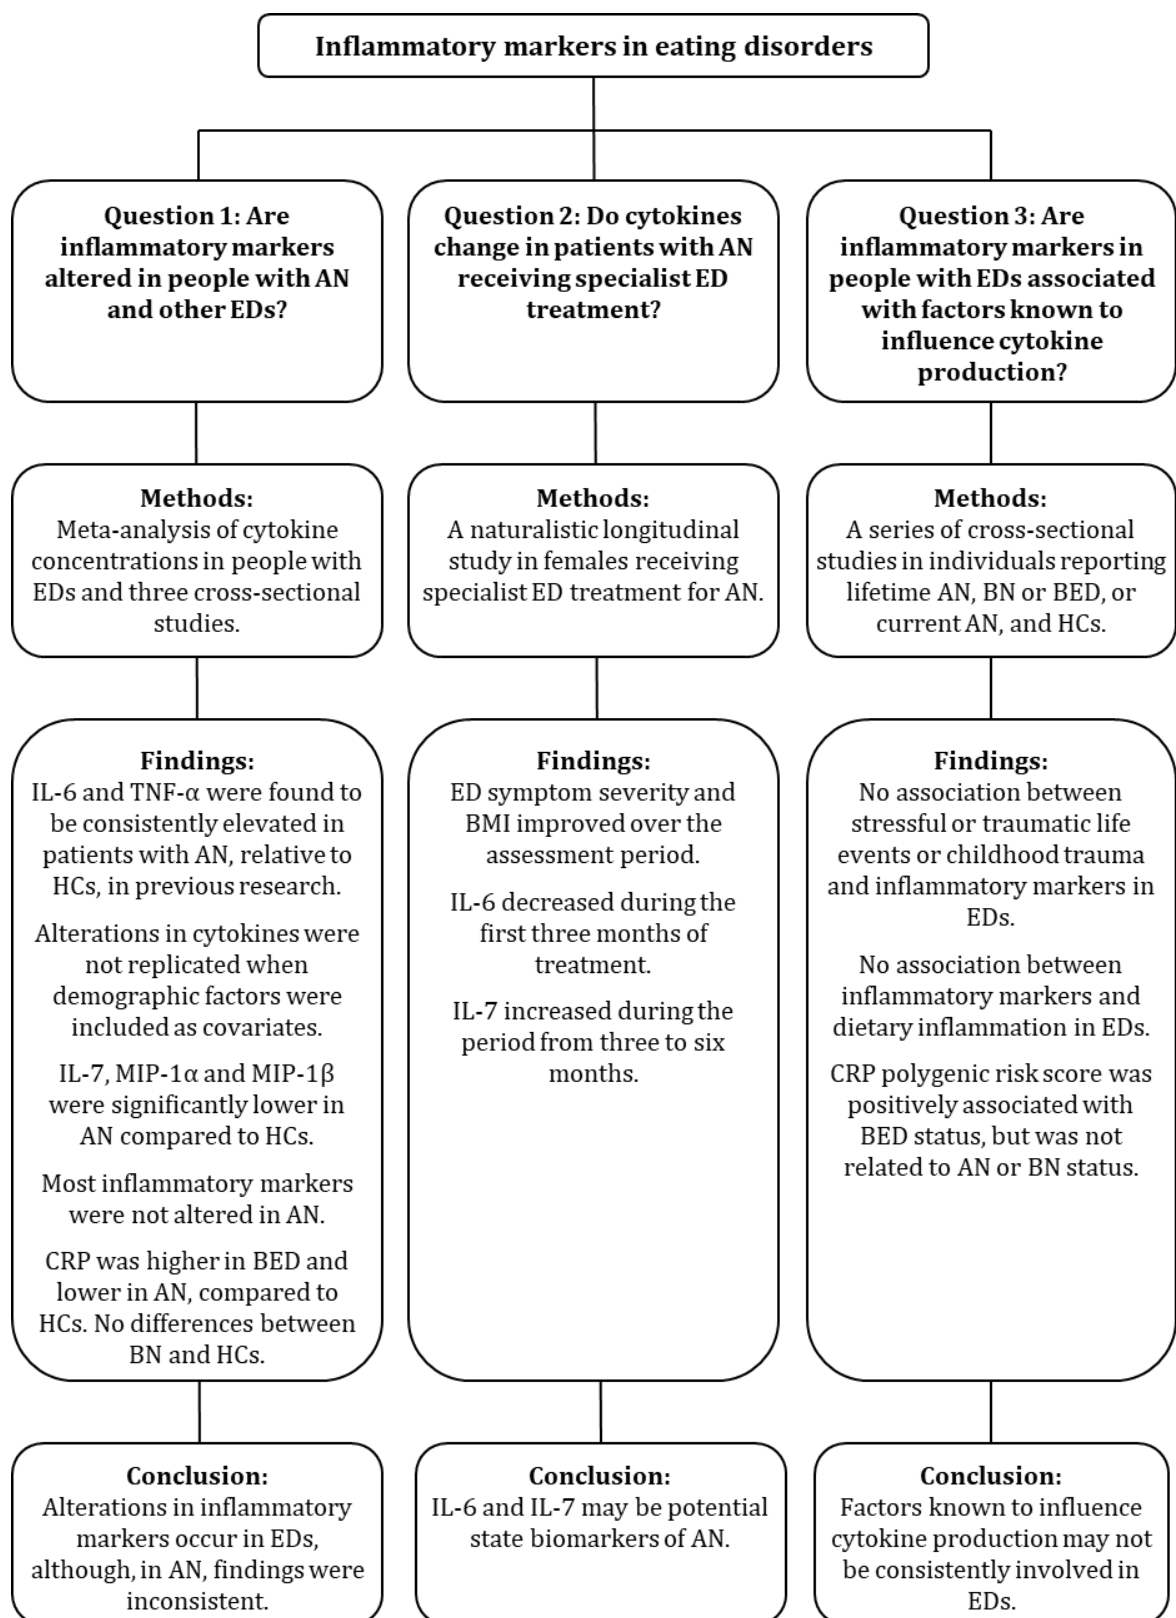 Inflammatory markers in eating disorders
Question 1: Are
inflammatory markers
altered in people with AN
and other EDs?
Methods:
Meta-analysis of cytokine
concentrations in people with
EDs and three cross-sectional
studies.
Findings:
IL-6 and TNF-α were found to
be consistently elevated in
patients with AN, relative to
HCs, in previous research.
Alterations in cytokines were
not replicated when
demographic factors were
included as covariates.
IL-7, MIP-1α and MIP-1β
were significantly lower in
AN compared to HCs.
Most inflammatory markers
were not altered in AN.
CRP was higher in BED and
lower in AN, compared to
HCs. No differences between
BN and HCs.
Conclusion:
Alterations in inflammatory
markers occur in EDs,
although, in AN, findings were
inconsistent.
Question 2: Do cytokines
change in patients with AN
receiving specialist ED
treatment?
Methods:
A naturalistic longitudinal
study in females receiving
specialist ED treatment for AN.
Findings:
ED symptom severity and
BMI improved over the
assessment period.
IL-6 decreased during the
first three months of
treatment.
IL-7 increased during the
period from three to six
months.
Conclusion:
IL-6 and IL-7 may be potential
state biomarkers of AN.
Question 3: Are
inflammatory markers in
people with EDs associated
with factors known to
influence cytokine
production?
Methods:
A series of cross-sectional
studies in individuals reporting
lifetime AN, BN or BED, or
current AN, and HCs.
Findings:
No association between
stressful or traumatic life
events or childhood trauma
and inflammatory markers in
EDs.
No association between
inflammatory markers and
dietary inflammation in EDs.
CRP polygenic risk score was
positively associated with
BED status, but was not
related to AN or BN status.
Conclusion:
Factors known to influence
cytokine production may not
be consistently involved in
EDs.